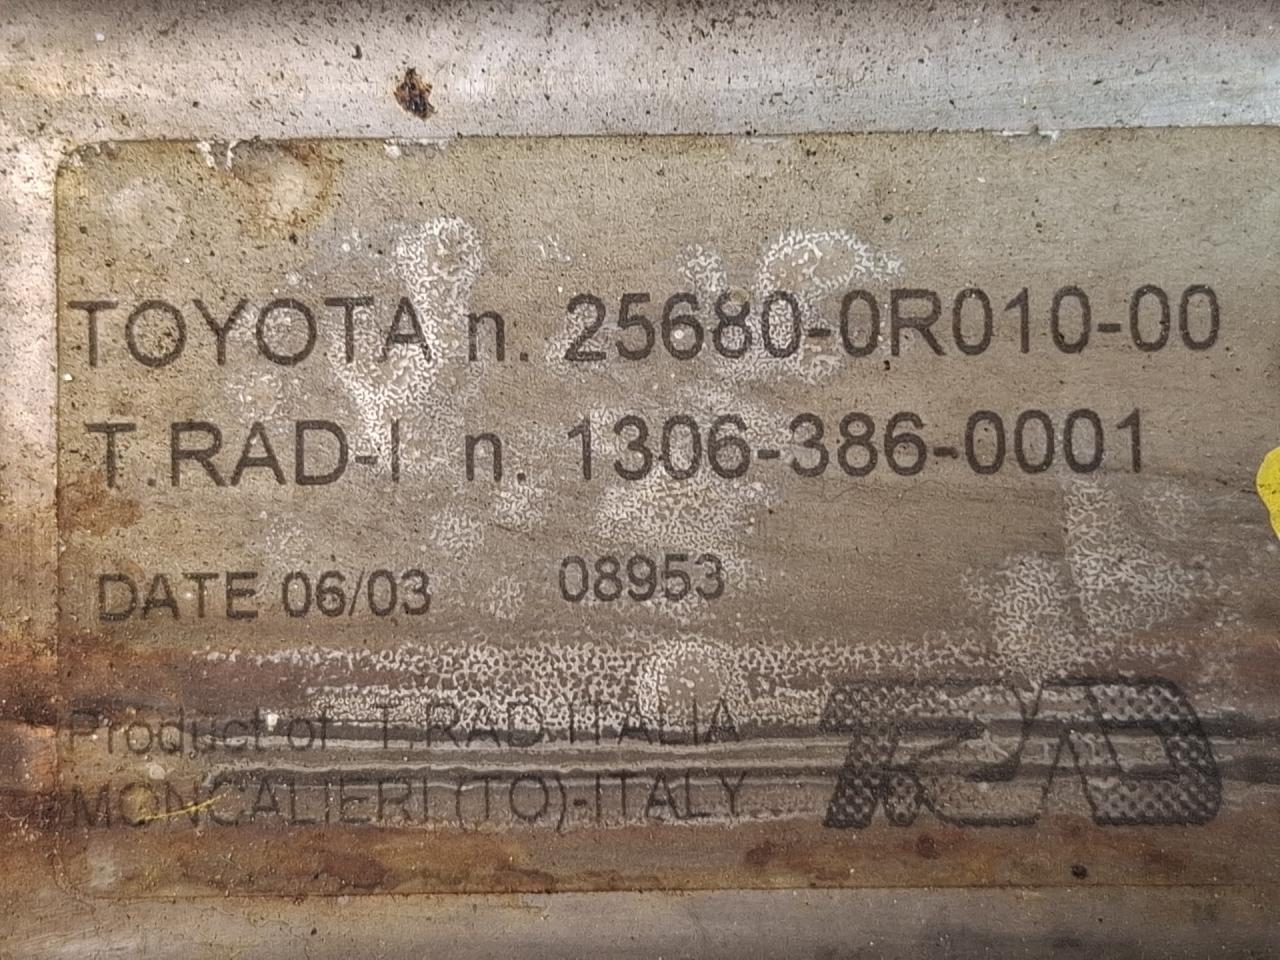 TOYOTA n. 25680-0R010-00
T.RAD-I n. 1306-386-0001
DATE 06/03 08953
Product of T.RAD.ITALIA
MONCALIERI (TO)-ITALY
TRAD